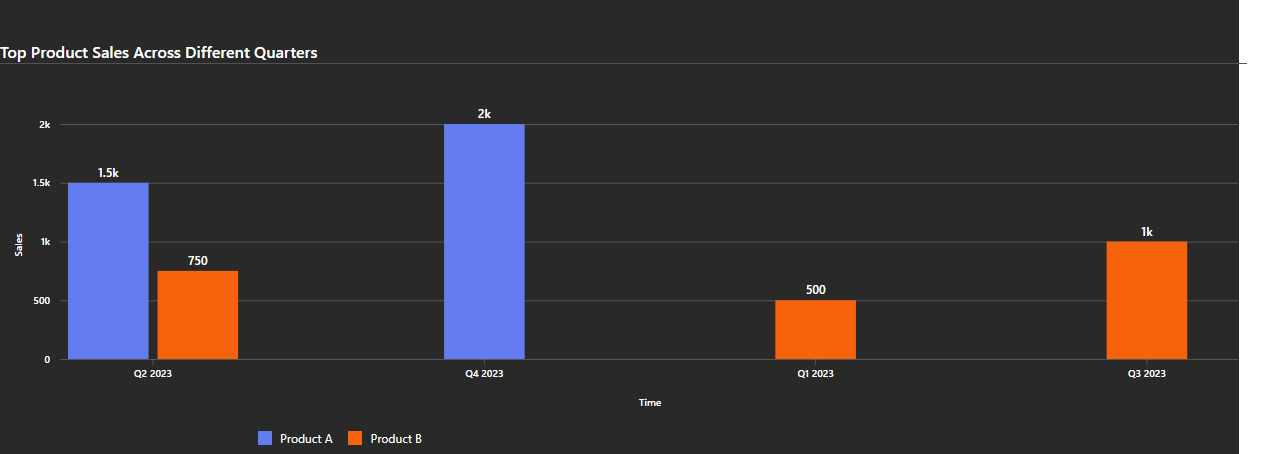 Top Product Sales Across Different Quarters
2k
2k
1.5k
1.5k
1k
1k
750
500
500
0
Sales
Q2 2023 Q4 2023 Q1 2023 Q3 2023
Time
Product A Product B